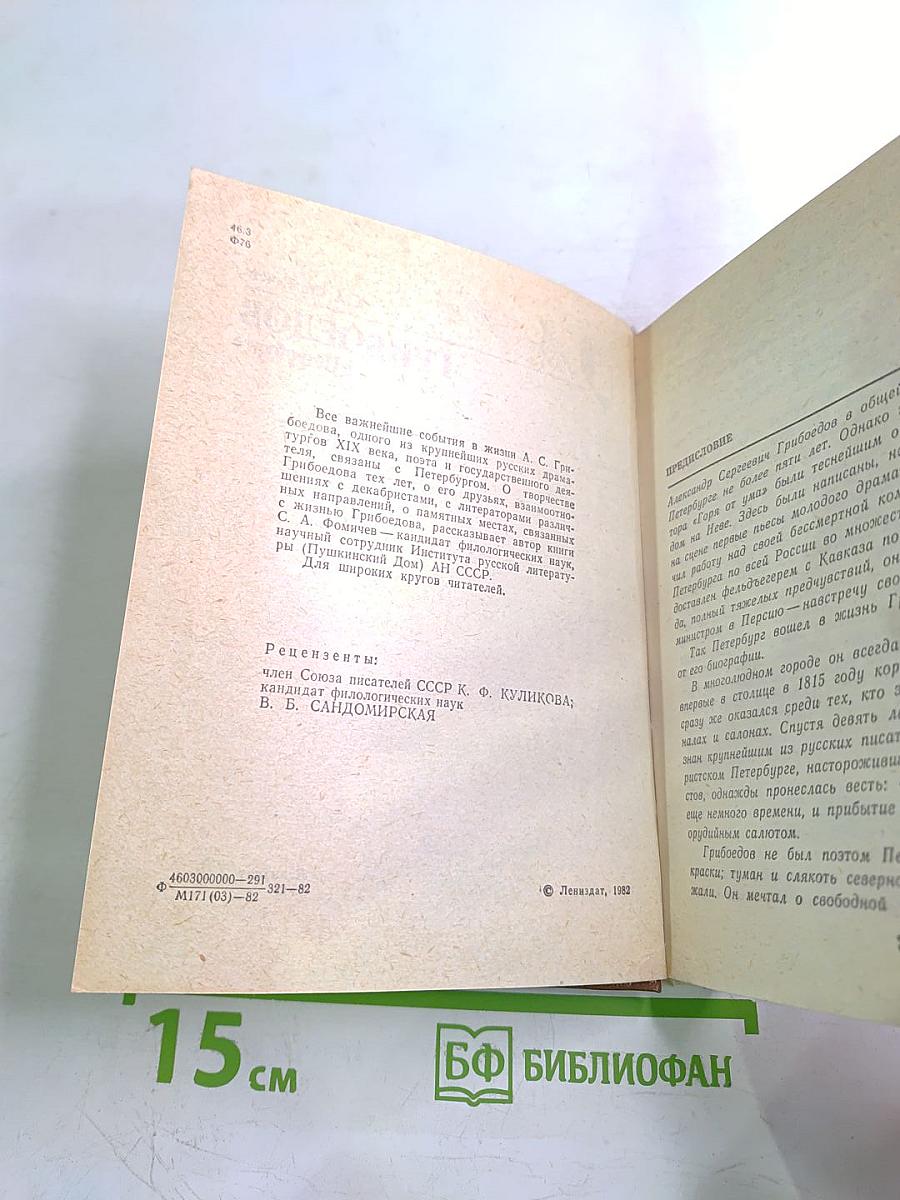 46.3
Ф76
Все важнейшие события в жизни А. С. Гри-
боедова, одного из крупнейших русских драма-
тургов XIX века, поэта и государственного дея-
теля, связаны с Петербургом. О творчестве
Грибоедова тех лет, о его друзьях, взаимоотно-
шениях с декабристами, с литераторами различ-
ных направлений, о памятных местах, связанных
с жизнью Грибоедова, рассказывает автор книги
С. А. Фомичев — кандидат филологических наук,
научный сотрудник Института русской литерату-
ры (Пушкинский Дом) АН СССР.
Для широких кругов читателей.
Рецензенты:
член Союза писателей СССР К. Ф. КУЛИКОВА;
кандидат филологических наук
В. Б. САНДОМИРСКАЯ
Ф 4603000000—291 321—82
М171(03)—82
© Лениздат, 1982
ПРЕДИСЛОВИЕ
Александр Сергеевич Грибоедов в общей
Петербурге не более пяти лет. Однако
тора «Горя от ума» были теснейшим о
дом на Неве. Здесь были написаны,
на сцене первые пьесы молодого драма
чил работу над своей бессмертной ком
Петербурга по всей России во множест
доставлен фельдъегерем с Кавказа по
да, полный тяжелых предчувствий, он
министром в Персию — навстречу сво
Так Петербург вошел в жизнь Г
от его биографии.
В многолюдном городе он всегда
впервые в столице в 1815 году кор
сразу же оказался среди тех, кто з
налах и салонах. Спустя девять л
знан крупнейшим из русских писат
ристском Петербурге, насторожив
стов, однажды пронеслась весть:
еще немного времени, и прибытие
орудийным салютом.
Грибоедов не был поэтом Пе
краски; туман и слякоть северно
жали. Он мечтал о свободной
15 см
БФ БИБЛИОФАН